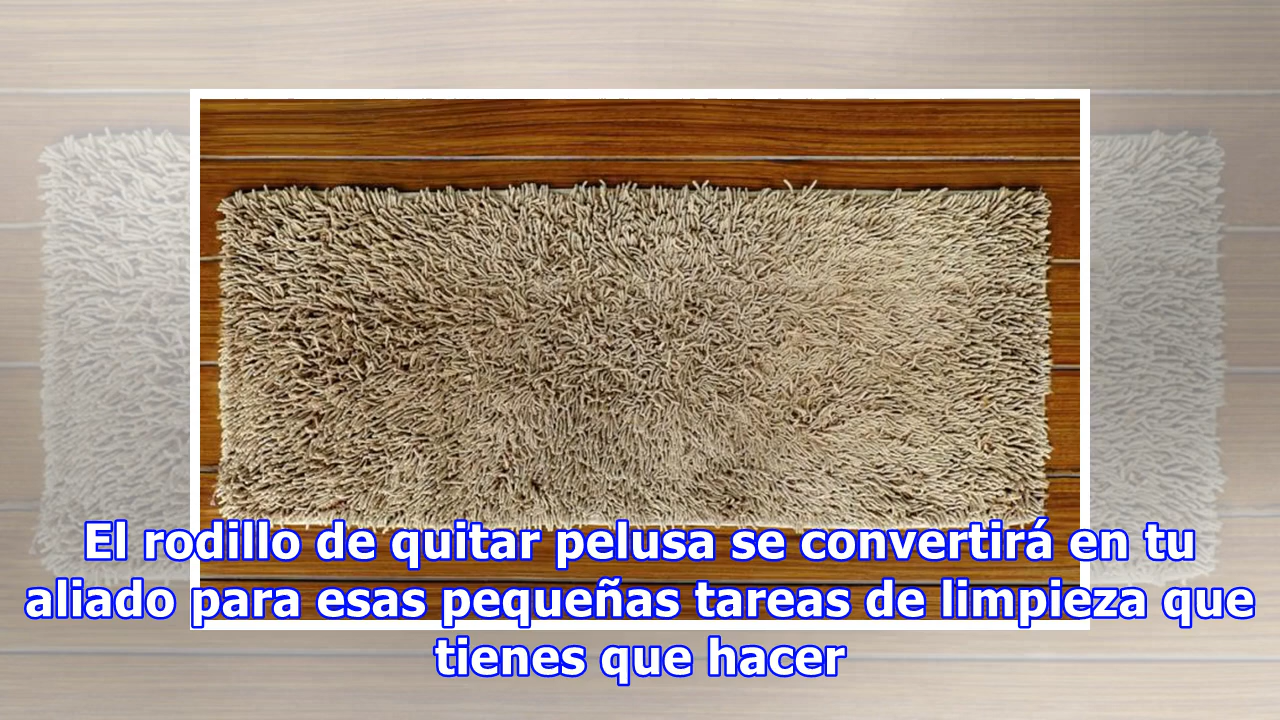 El rodillo de quitar pelusa se convertirá en tu
aliado para esas pequeñas tareas de limpieza que
tienes que hacer